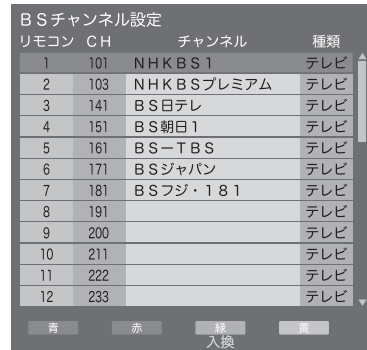 BSチャンネル設定
リモコン CH チャンネル 種類
1 101 NHKBS1 テレビ
2 103 NHKBSプレミアム テレビ
3 141 BS日テレ テレビ
4 151 BS朝日1 テレビ
5 161 BS-TBS テレビ
6 171 BSジャパン テレビ
7 181 BSフジ・181 テレビ
8 191 テレビ
9 200 テレビ
10 211 テレビ
11 222 テレビ
12 233 テレビ
青 赤 緑 黄
入換